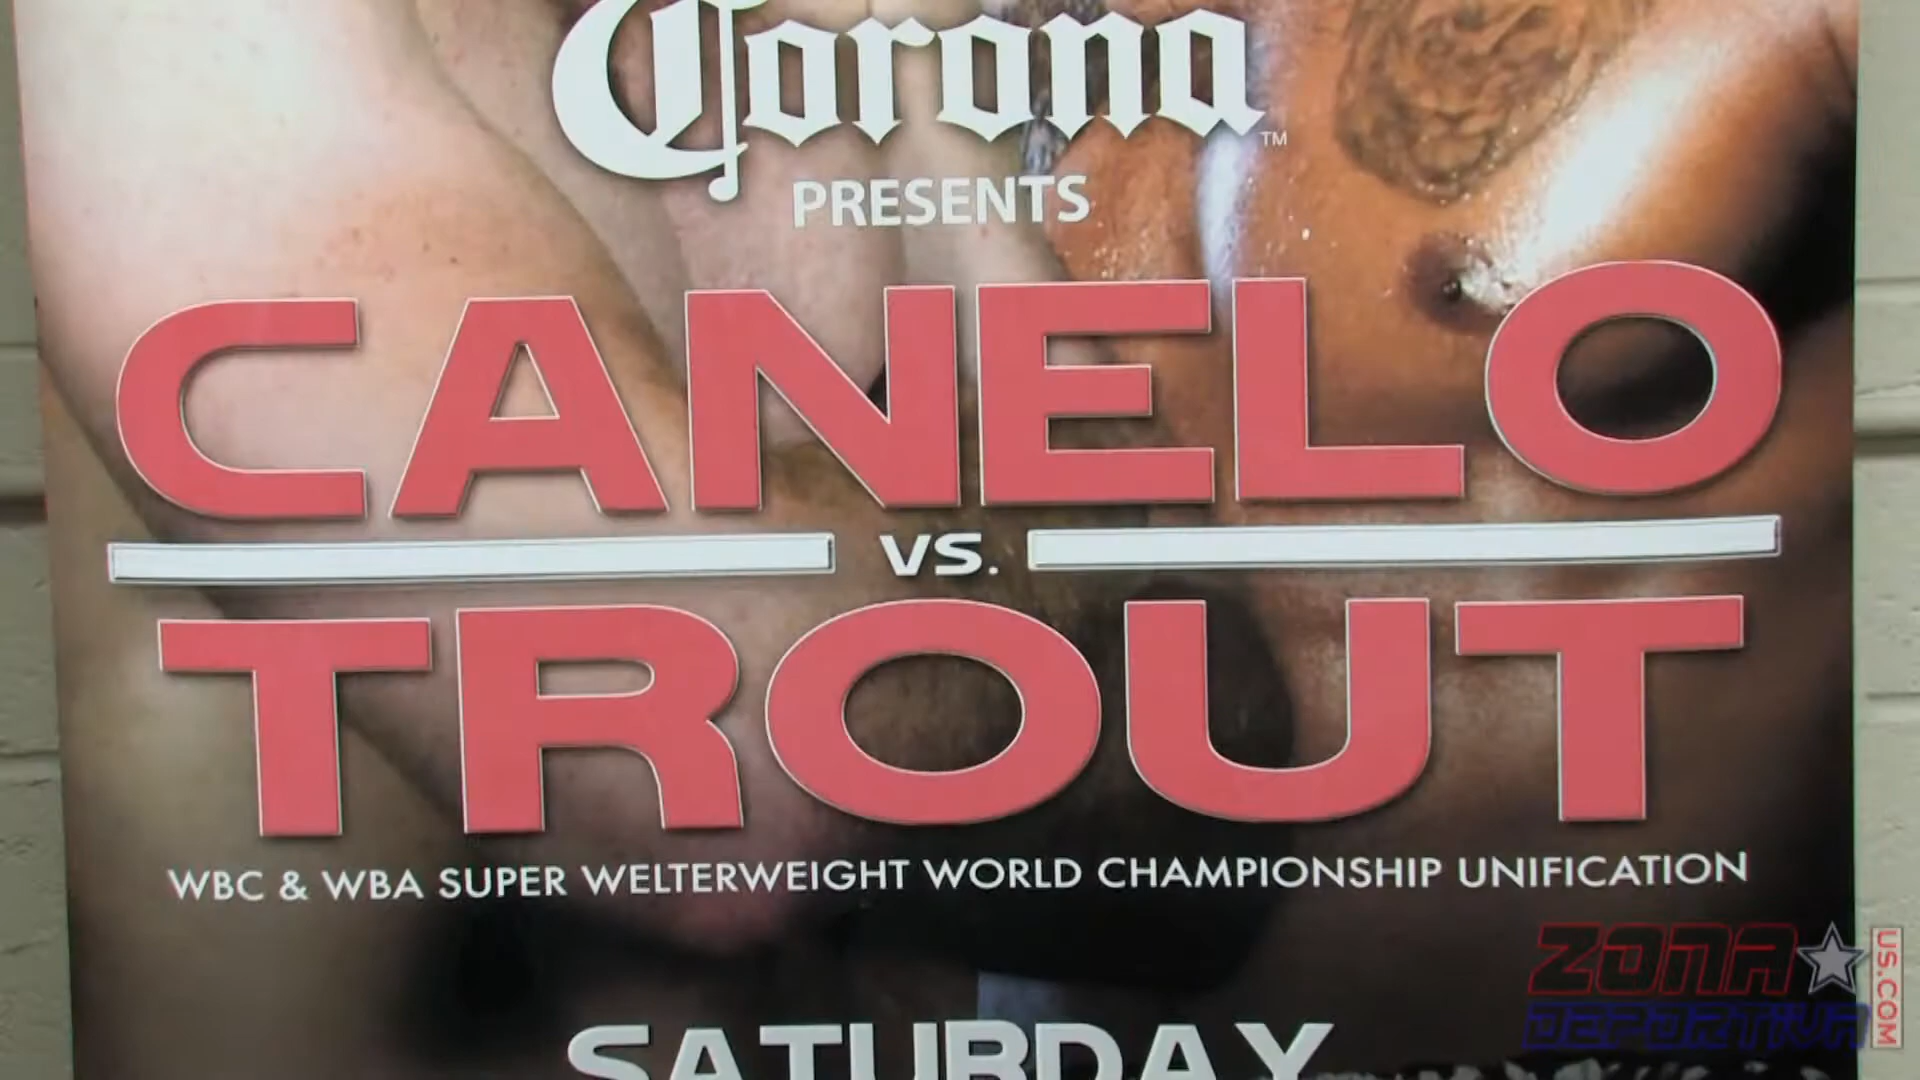 Corona™
PRESENTS
CANELO
VS.
TROUT
WBC & WBA SUPER WELTERWEIGHT WORLD CHAMPIONSHIP UNIFICATION
SATURDAY
ZONA
DEPORTIVA
US.COM